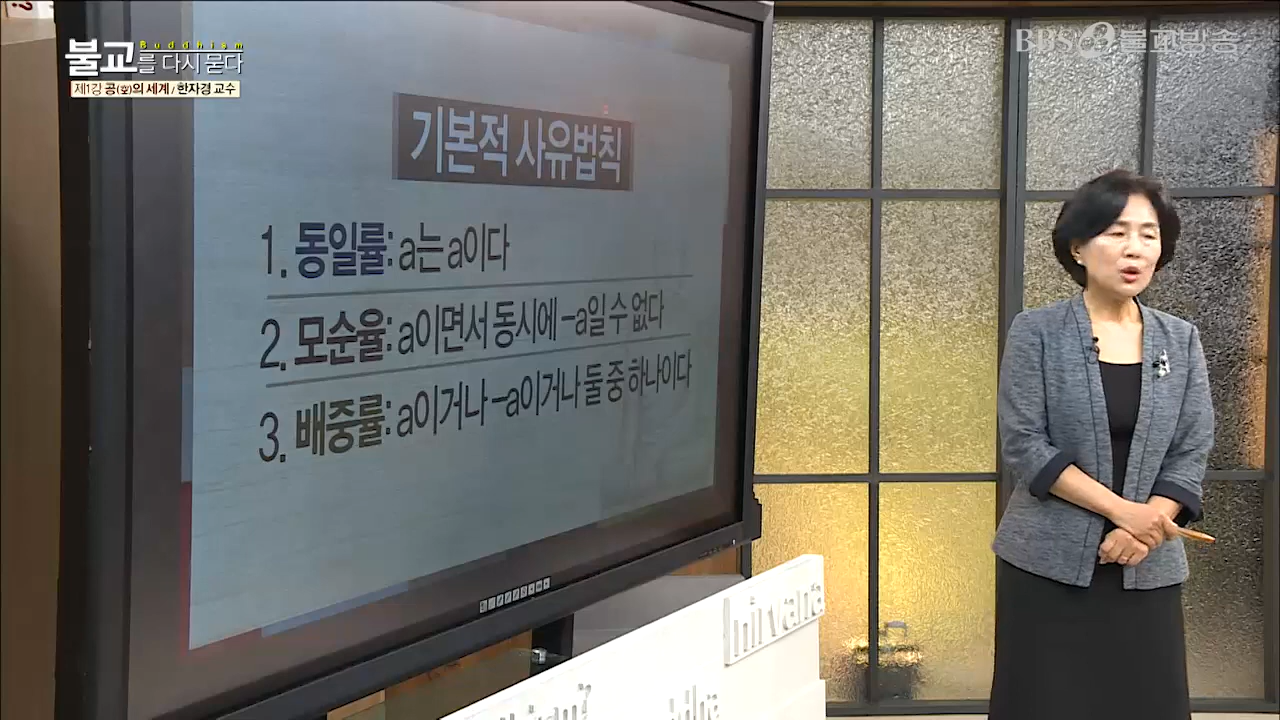 Buddhism
불교를 다시 묻다
제1강 공(空)의 세계 / 한자경 교수
BBS 불교방송
기본적 사유법칙
1. 동일률: a는 a이다
2. 모순율: a이면서 동시에 -a일 수 없다
3. 배중률: a이거나 -a이거나 둘 중 하나이다
Nirvana